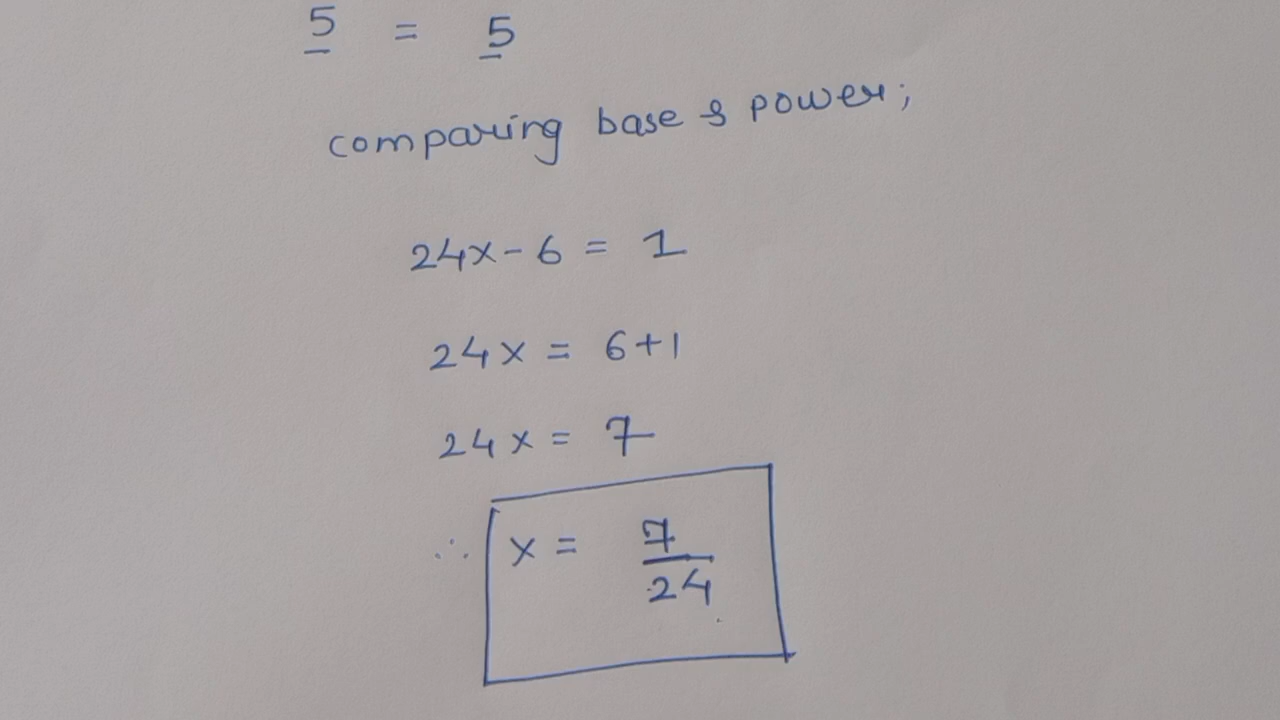 5 = 5
comparing base & power;
24x - 6 = 1
24x = 6+1
24x = 7
∴ x = 7/24